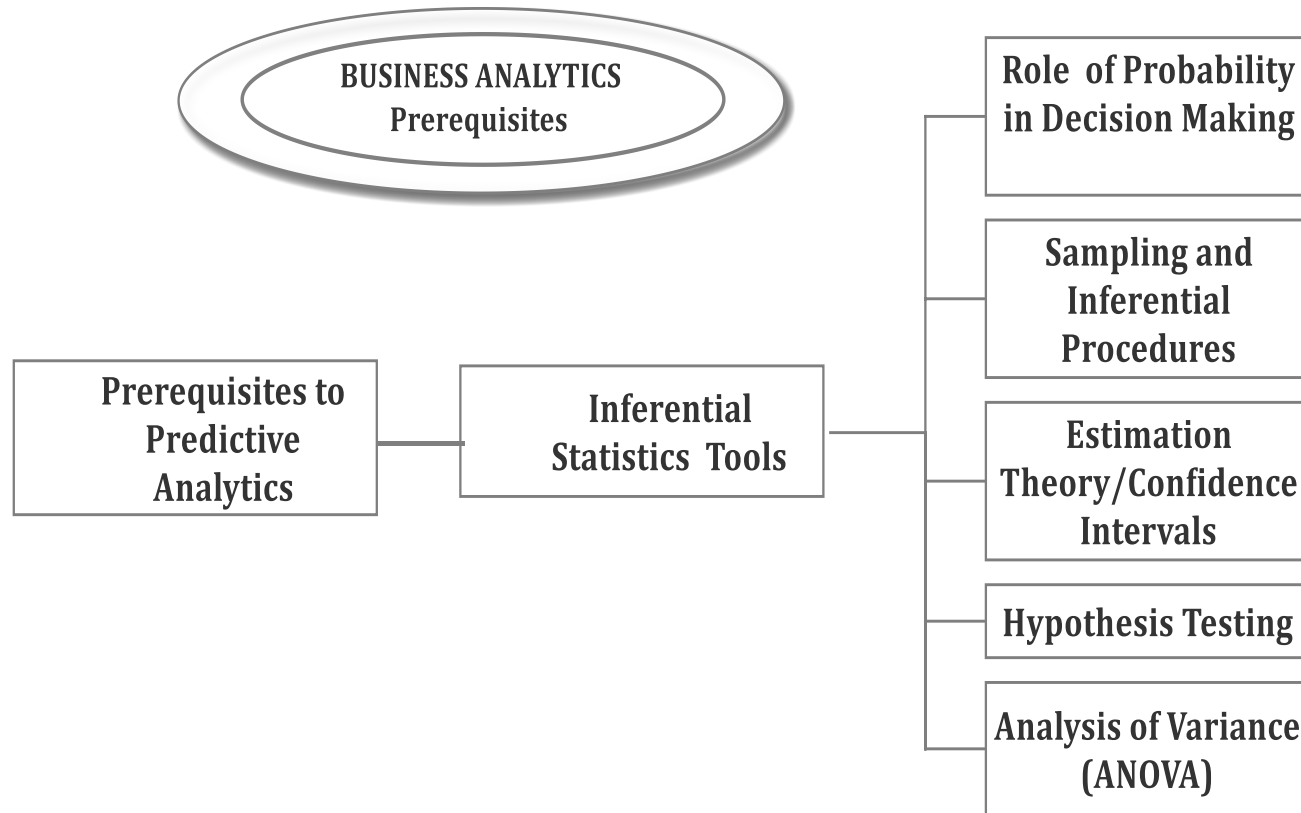 BUSINESS ANALYTICS
Prerequisites
Prerequisites to
Predictive
Analytics
Inferential
Statistics Tools
Role of Probability
in Decision Making
Sampling and
Inferential
Procedures
Estimation
Theory/Confidence
Intervals
Hypothesis Testing
Analysis of Variance
(ANOVA)